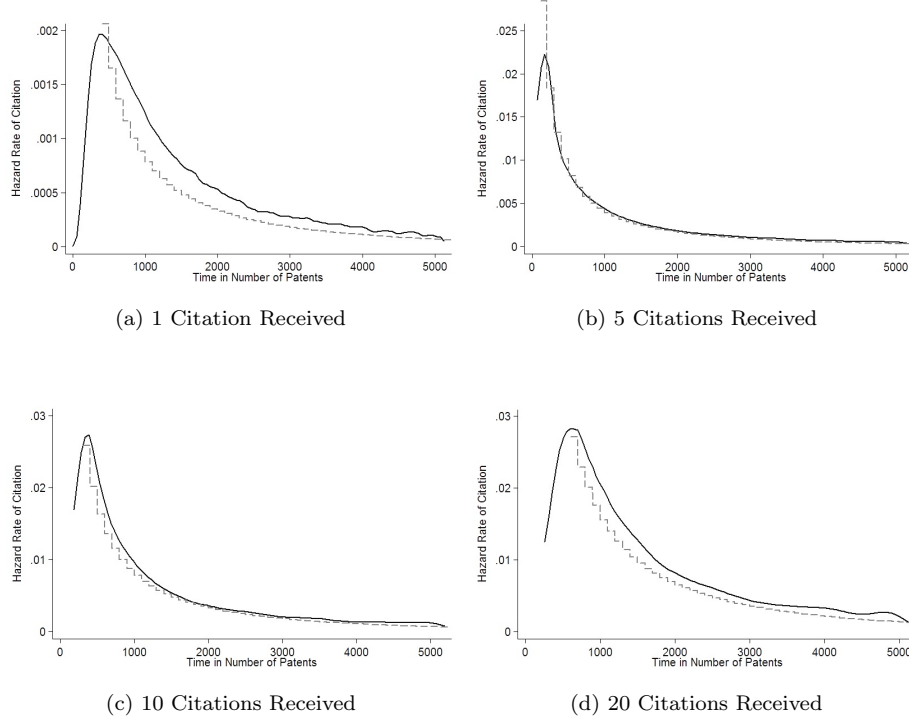 Hazard Rate of Citation
.002
.0015
.001
.0005
0
0 1000 2000 3000 4000 5000
Time in Number of Patents
(a) 1 Citation Received
Hazard Rate of Citation
.025
.02
.015
.01
.005
0
0 1000 2000 3000 4000 5000
Time in Number of Patents
(b) 5 Citations Received
Hazard Rate of Citation
.03
.02
.01
0
0 1000 2000 3000 4000 5000
Time in Number of Patents
(c) 10 Citations Received
Hazard Rate of Citation
.03
.02
.01
0
0 1000 2000 3000 4000 5000
Time in Number of Patents
(d) 20 Citations Received